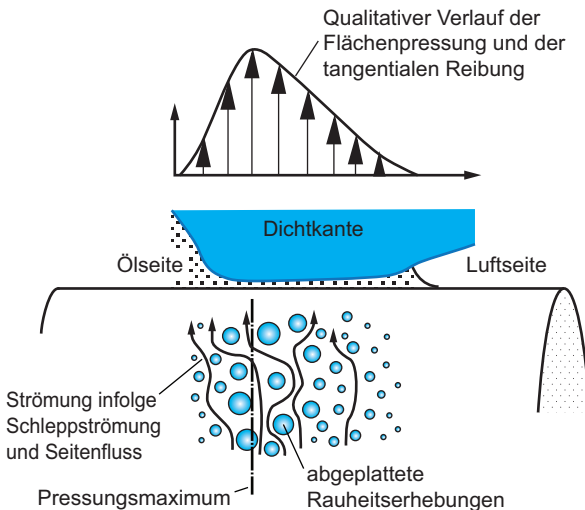 Qualitativer Verlauf der
Flächenpressung und der
tangentialen Reibung
Dichtkante
Ölseite
Luftseite
Strömung infolge
Schleppströmung
und Seitenfluss
Pressungsmaximum
abgeplattete
Rauheitserhebungen